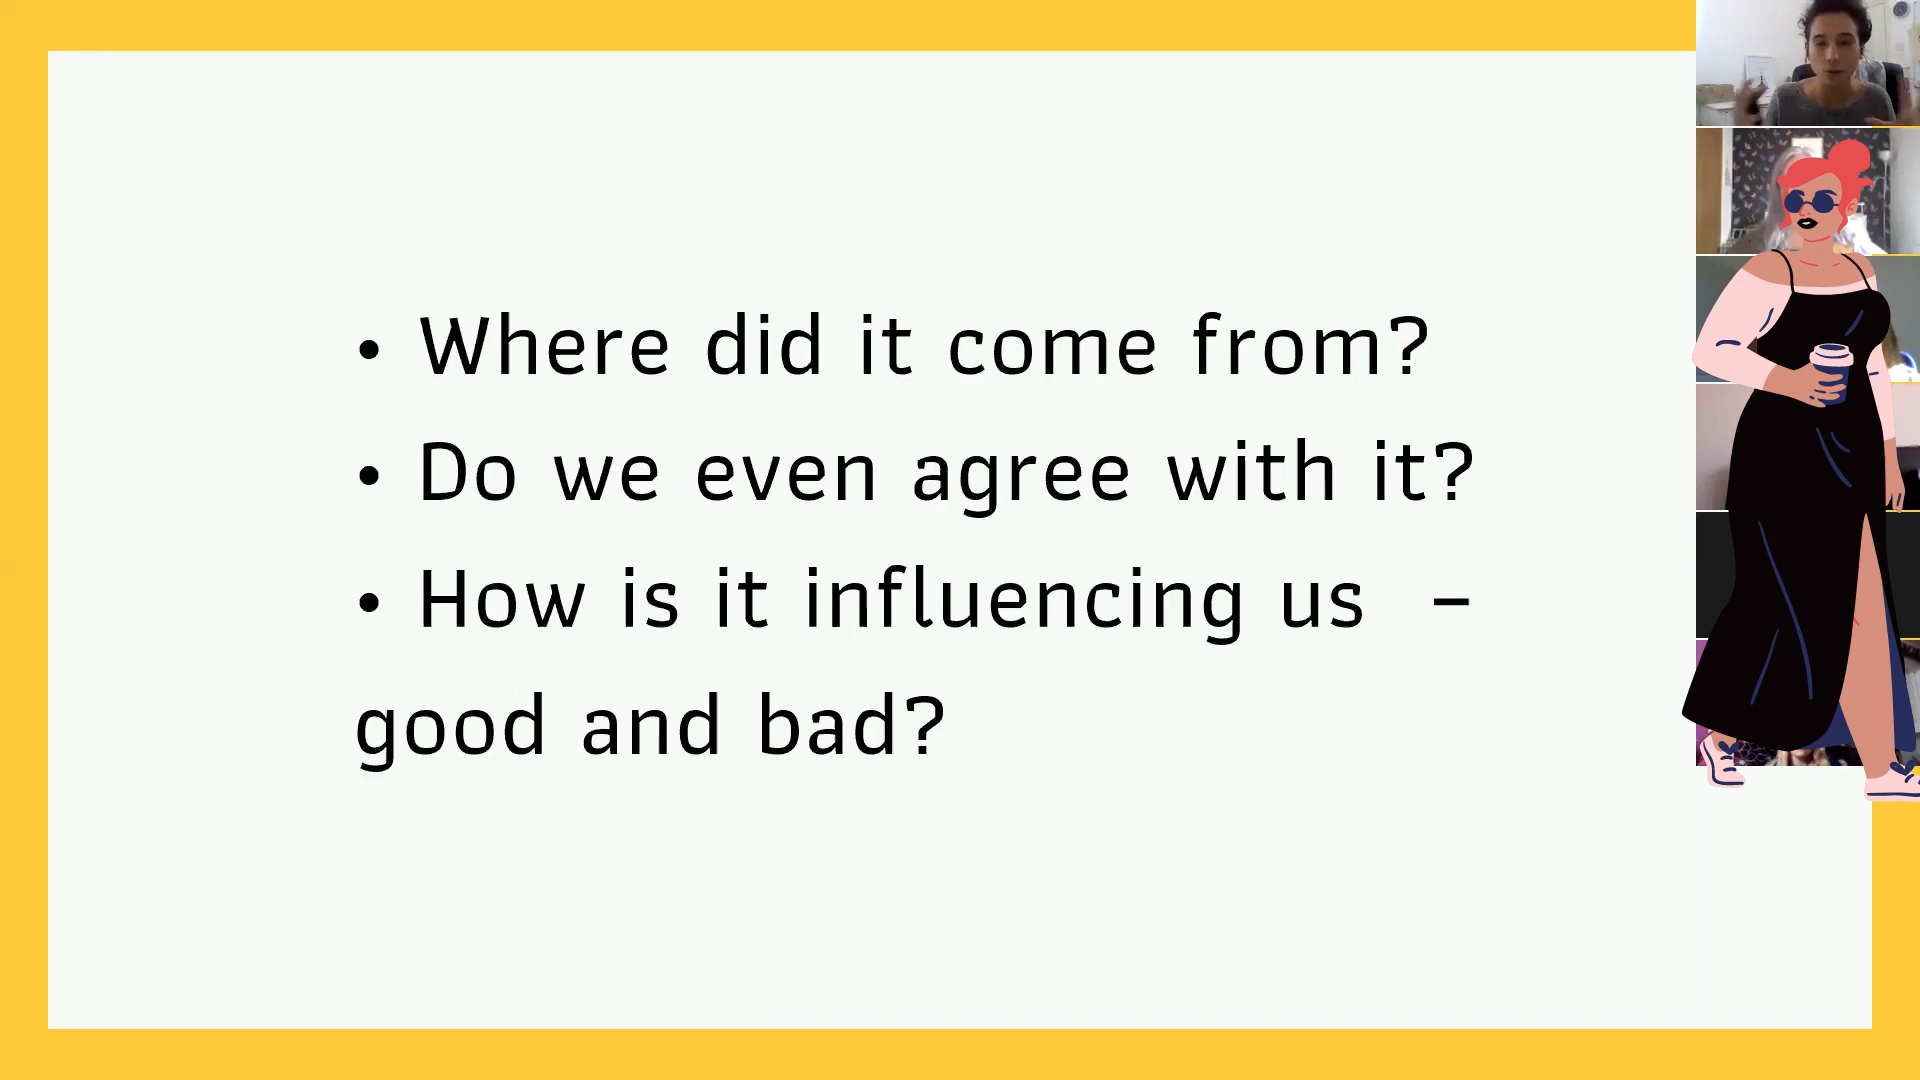 • Where did it come from?
• Do we even agree with it?
• How is it influencing us  –
good and bad?